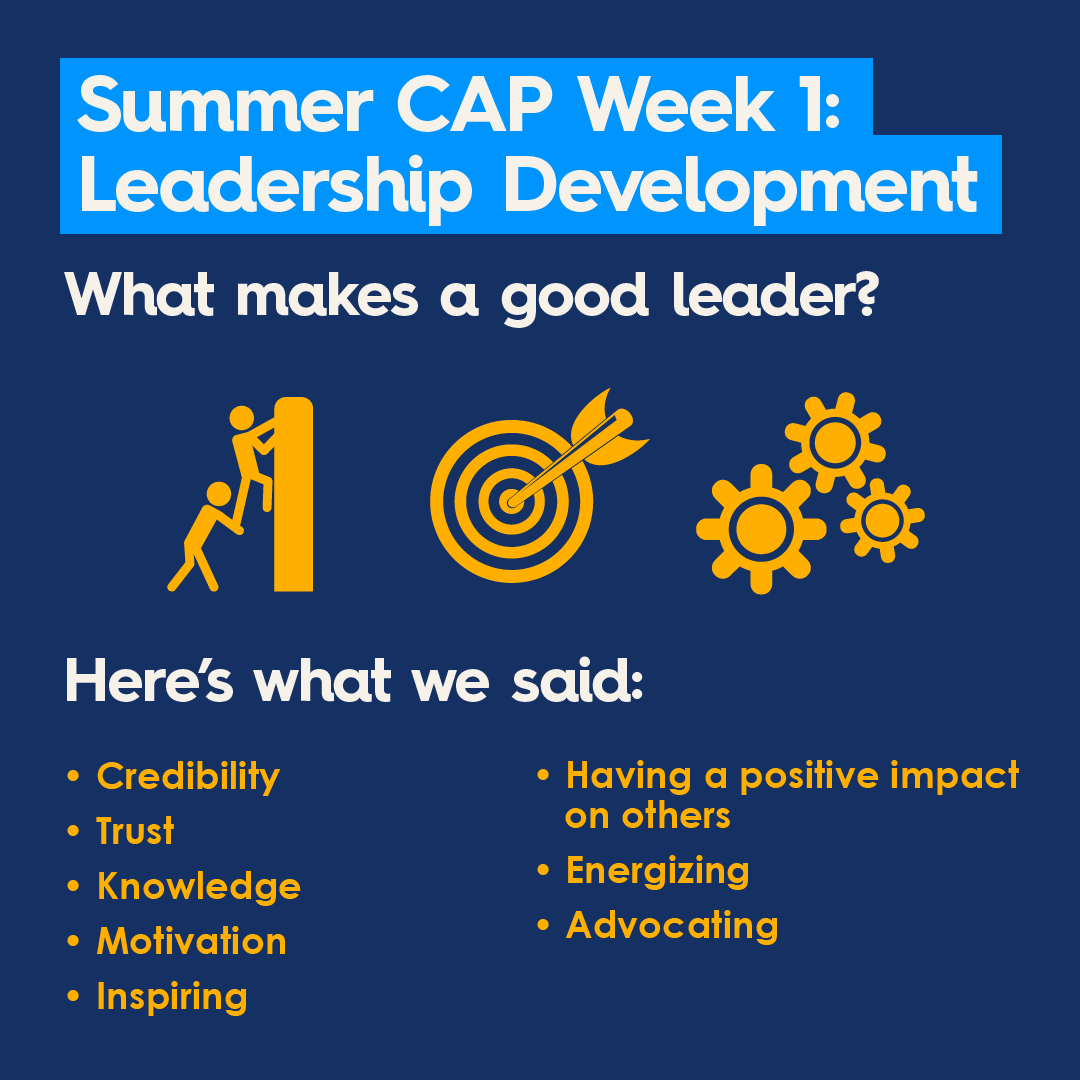 Summer CAP Week 1:
Leadership Development
What makes a good leader?
Here’s what we said:
• Credibility
• Trust
• Knowledge
• Motivation
• Inspiring
• Having a positive impact
on others
• Energizing
• Advocating